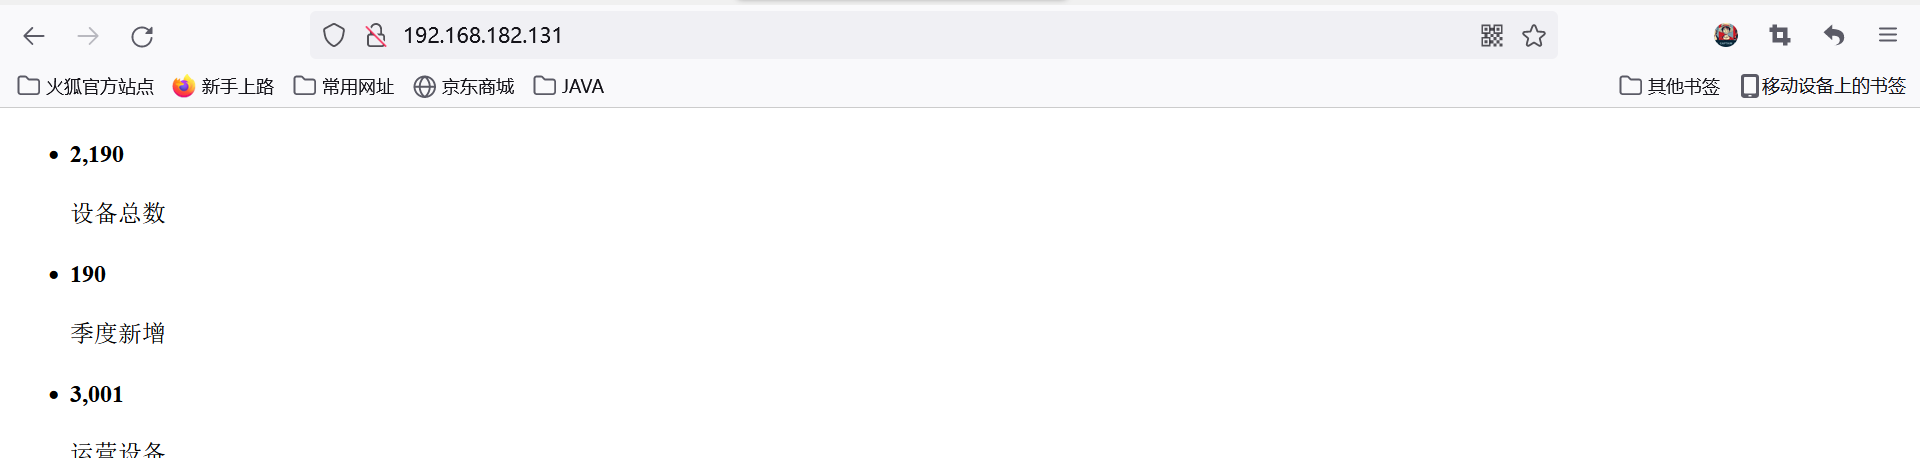 192.168.182.131
火狐官方站点 新手上路 常用网址 京东商城 JAVA 其他书签 移动设备上的书签
2,190
设备总数
190
季度新增
3,001
运营设备